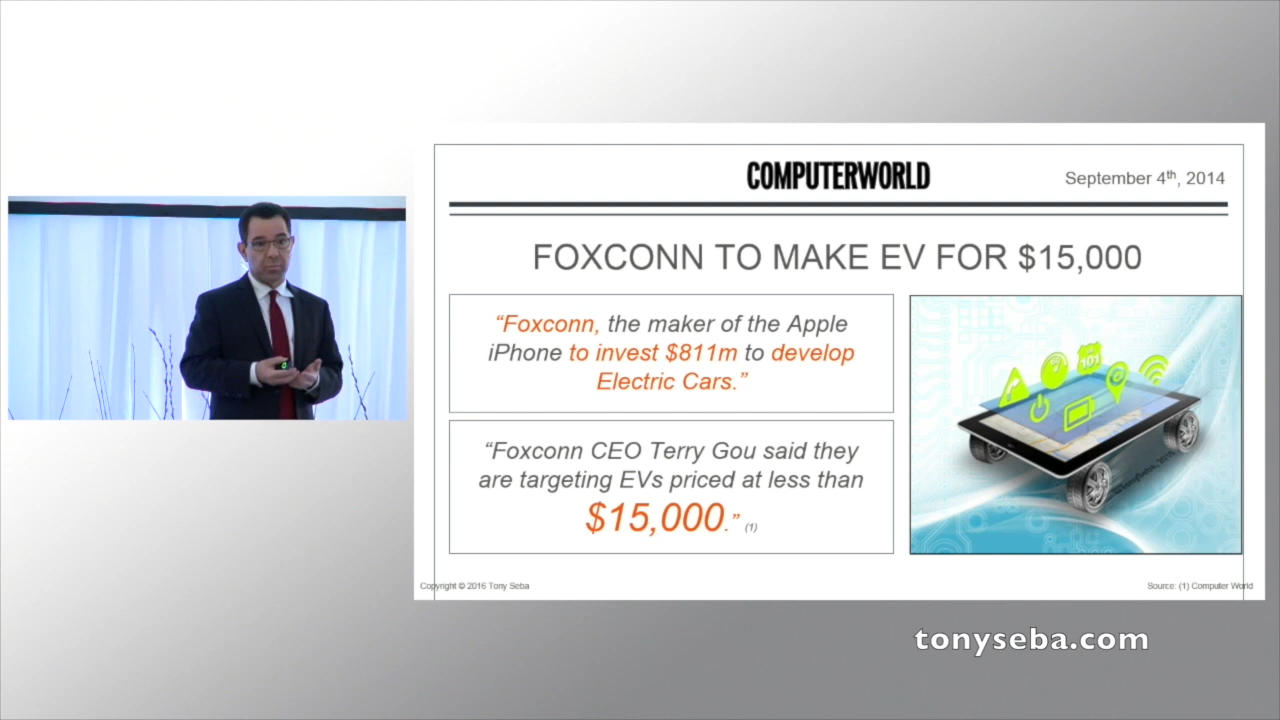 COMPUTERWORLD
September 4th, 2014
FOXCONN TO MAKE EV FOR $15,000
“Foxconn, the maker of the Apple
iPhone to invest $811m to develop
Electric Cars.”
101
“Foxconn CEO Terry Gou said they
are targeting EVs priced at less than
$15,000.” (1)
Copyright © 2016 Tony Seba
Source: (1) Computer World
tonyseba.com